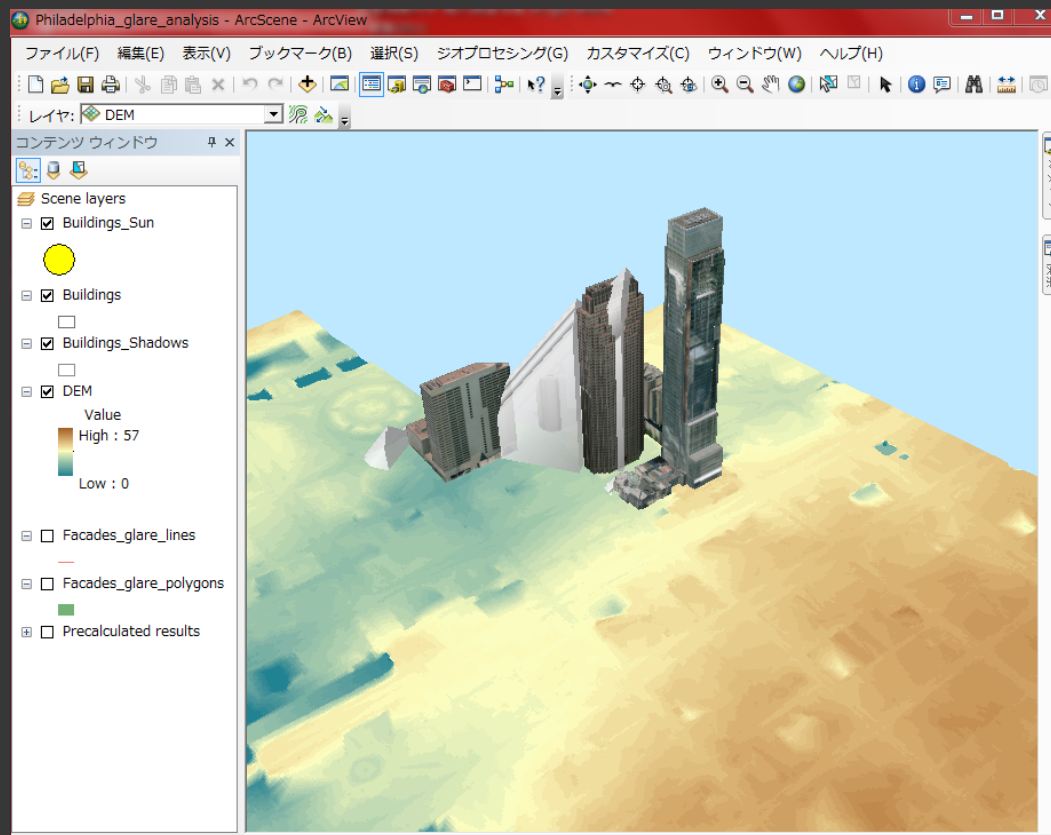 Philadelphia_glare_analysis - ArcScene - ArcView
ファイル(F) 編集(E) 表示(V) ブックマーク(B) 選択(S) ジオプロセシング(G) カスタマイズ(C) ウィンドウ(W) ヘルプ(H)
レイヤ: DEM
コンテンツ ウィンドウ
Scene layers
Buildings_Sun
Buildings
Buildings_Shadows
DEM
Value
High : 57
Low : 0
Facades_glare_lines
Facades_glare_polygons
Precalculated results